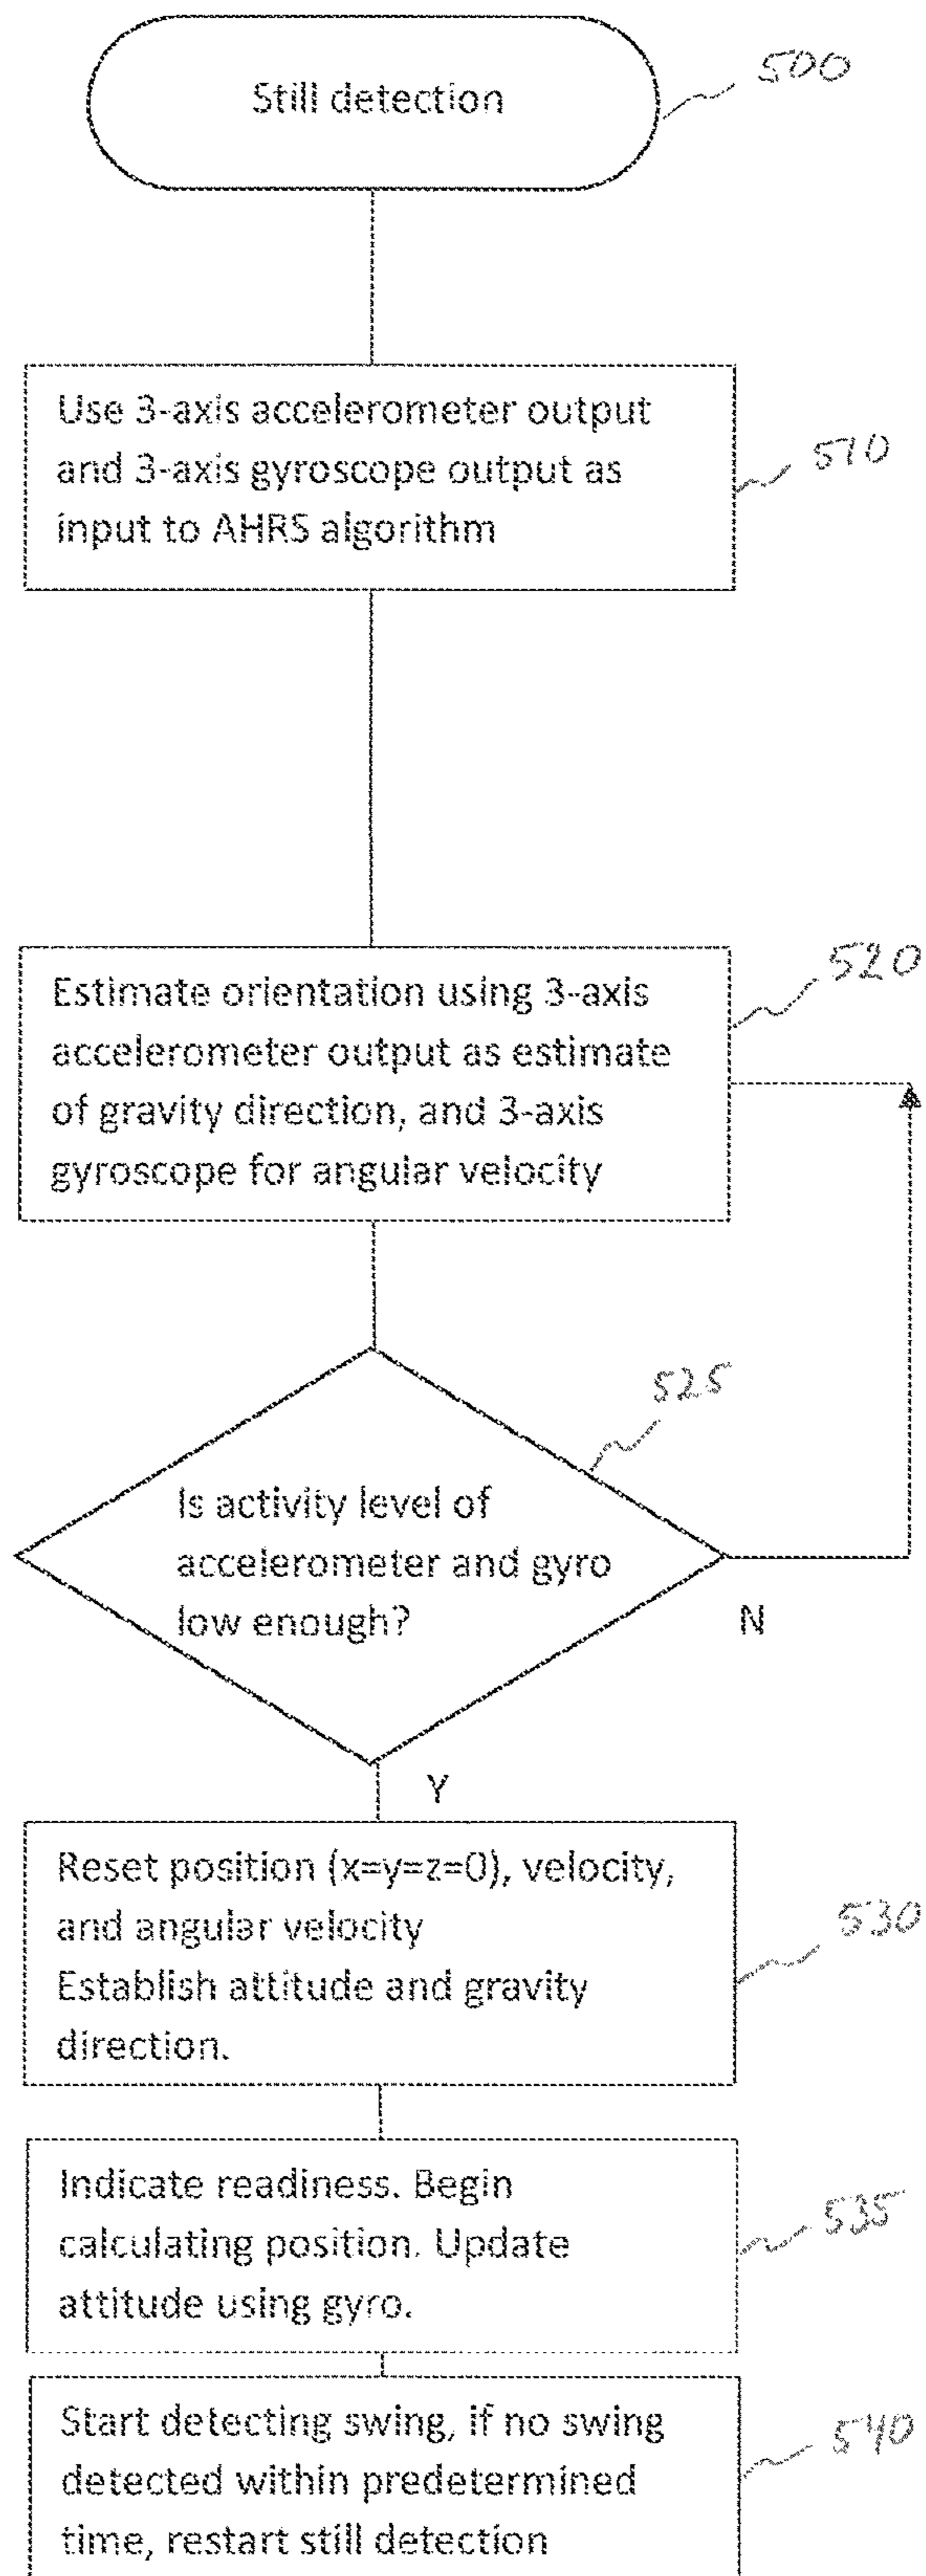 Still detection
500
Use 3-axis accelerometer output
and 3-axis gyroscope output as
input to AHRS algorithm
510
Estimate orientation using 3-axis
accelerometer output as estimate
of gravity direction, and 3-axis
gyroscope for angular velocity
520
525
Is activity level of
accelerometer and gyro
low enough?
N
Y
Reset position (x=y=z=0), velocity,
and angular velocity
Establish attitude and gravity
direction.
530
Indicate readiness. Begin
calculating position. Update
attitude using gyro.
535
Start detecting swing, if no swing
detected within predetermined
time, restart still detection
540